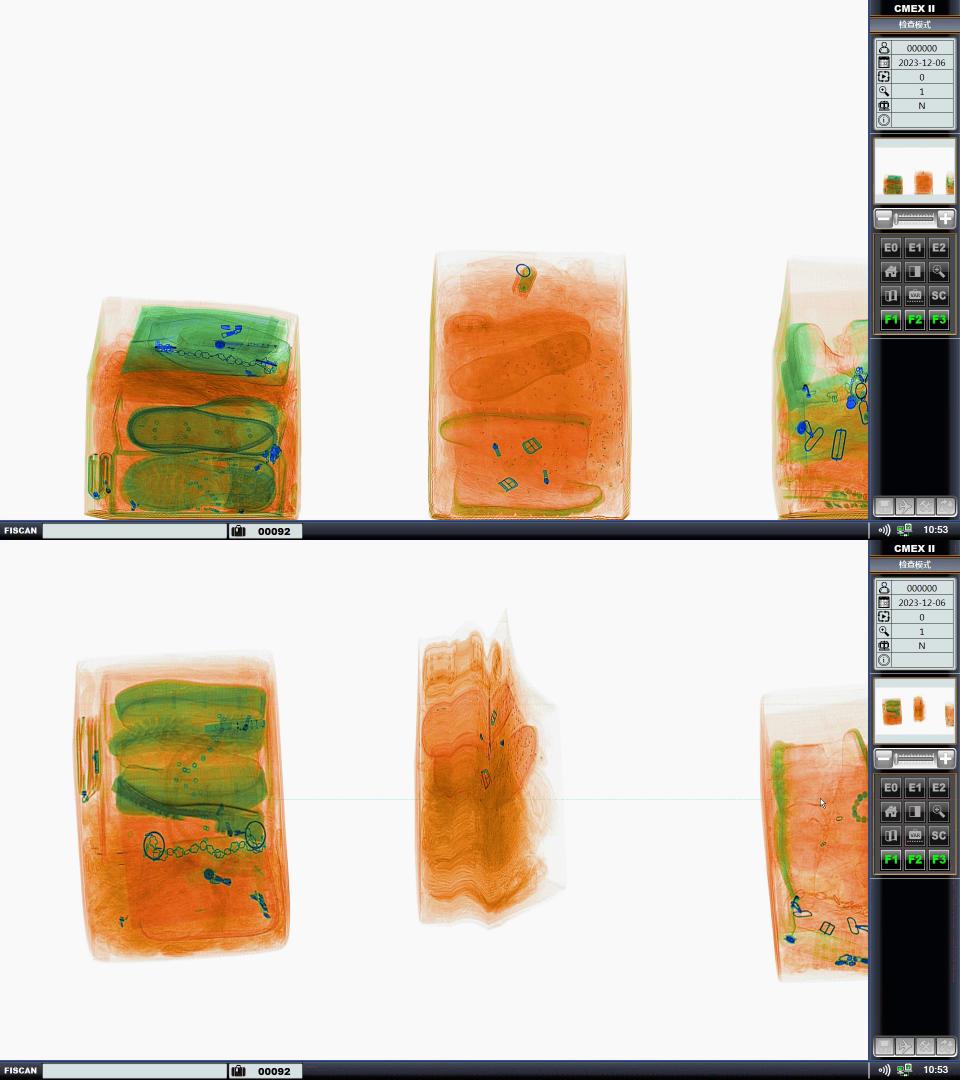 CMEX II
检查模式
000000
2023-12-06
0
1
N
E0 E1 E2
VAR SC
F1 F2 F3
FISCAN 00092 10:53
CMEX II
检查模式
000000
2023-12-06
0
1
N
E0 E1 E2
VAR SC
F1 F2 F3
FISCAN 00092 10:53